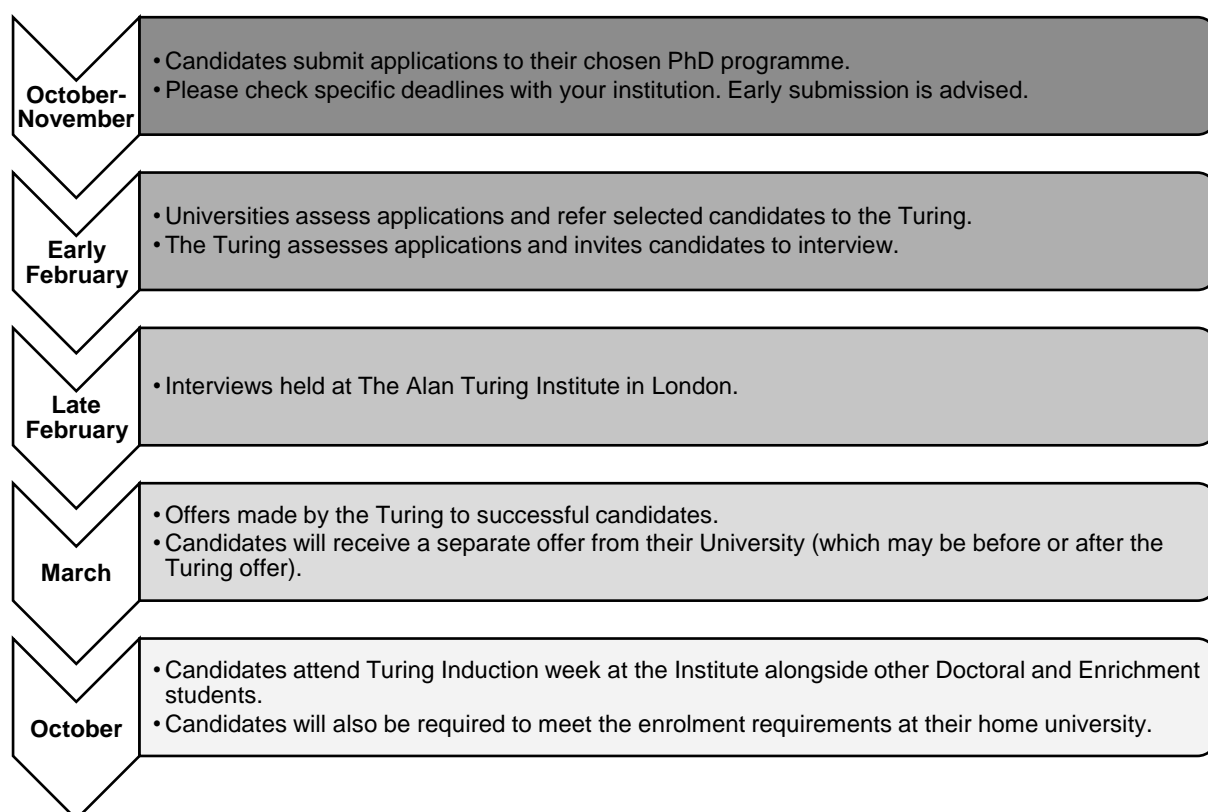 October-
November
• Candidates submit applications to their chosen PhD programme.
• Please check specific deadlines with your institution. Early submission is advised.
Early
February
• Universities assess applications and refer selected candidates to the Turing.
• The Turing assesses applications and invites candidates to interview.
Late
February
• Interviews held at The Alan Turing Institute in London.
March
• Offers made by the Turing to successful candidates.
• Candidates will receive a separate offer from their University (which may be before or after the
Turing offer).
October
• Candidates attend Turing Induction week at the Institute alongside other Doctoral and Enrichment
students.
• Candidates will also be required to meet the enrolment requirements at their home university.